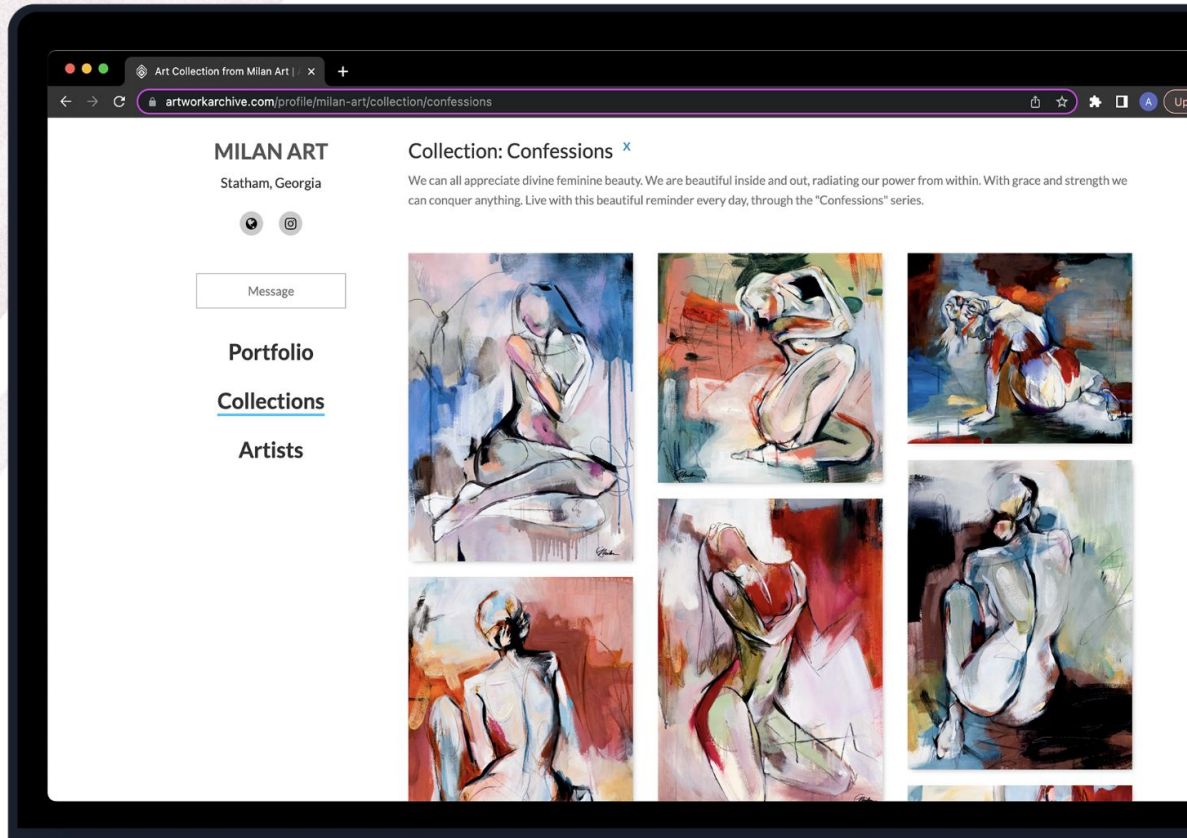 Art Collection from Milan Art | /
artworkarchive.com/profile/milan-art/collection/confessions
A
Up
MILAN ART
Statham, Georgia
Message
Portfolio
Collections
Artists
Collection: Confessions X
We can all appreciate divine feminine beauty. We are beautiful inside and out, radiating our power from within. With grace and strength we
can conquer anything. Live with this beautiful reminder every day, through the "Confessions" series.